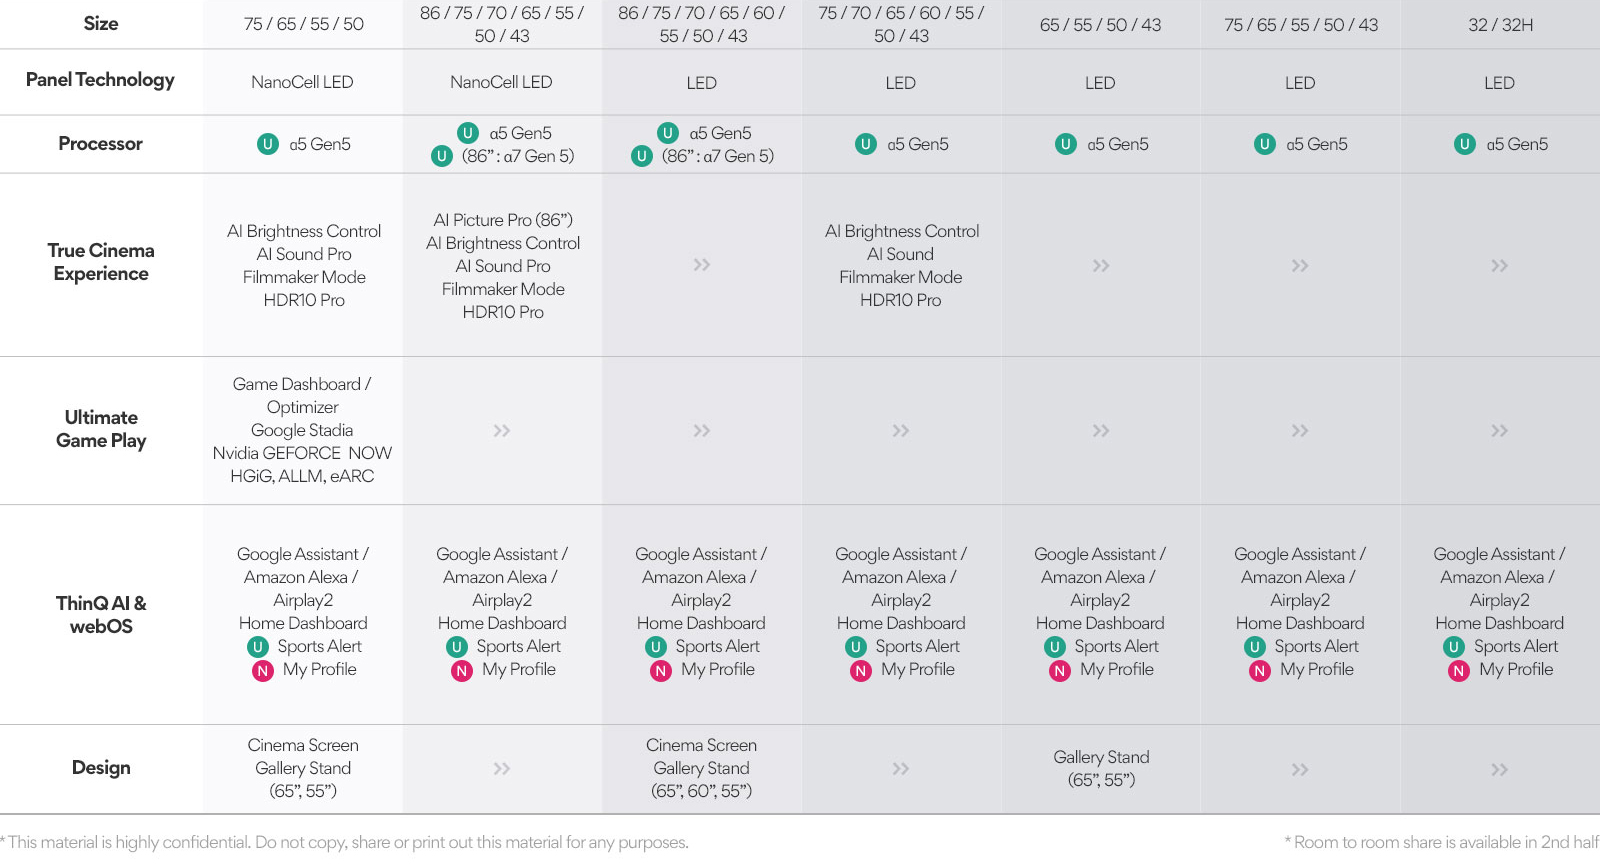 Size
75 / 65 / 55 / 50
86 / 75 / 70 / 65 / 55 /
50 / 43
86 / 75 / 70 / 65 / 60 /
55 / 50 / 43
75 / 70 / 65 / 60 / 55 /
50 / 43
65 / 55 / 50 / 43
75 / 65 / 55 / 50 / 43
32 / 32H
Panel Technology
NanoCell LED
NanoCell LED
LED
LED
LED
LED
LED
Processor
U α5 Gen5
U α5 Gen5
U (86” : α7 Gen 5)
U α5 Gen5
U (86” : α7 Gen 5)
U α5 Gen5
U α5 Gen5
U α5 Gen5
U α5 Gen5
True Cinema
Experience
AI Brightness Control
AI Sound Pro
Filmmaker Mode
HDR10 Pro
AI Picture Pro (86”)
AI Brightness Control
AI Sound Pro
Filmmaker Mode
HDR10 Pro
»
AI Brightness Control
AI Sound
Filmmaker Mode
HDR10 Pro
»
»
»
Ultimate
Game Play
Game Dashboard /
Optimizer
Google Stadia
Nvidia GEFORCE NOW
HGiG, ALLM, eARC
»
»
»
»
»
»
ThinQ AI &
webOS
Google Assistant /
Amazon Alexa /
Airplay2
Home Dashboard
U Sports Alert
N My Profile
Google Assistant /
Amazon Alexa /
Airplay2
Home Dashboard
U Sports Alert
N My Profile
Google Assistant /
Amazon Alexa /
Airplay2
Home Dashboard
U Sports Alert
N My Profile
Google Assistant /
Amazon Alexa /
Airplay2
Home Dashboard
U Sports Alert
N My Profile
Google Assistant /
Amazon Alexa /
Airplay2
Home Dashboard
U Sports Alert
N My Profile
Google Assistant /
Amazon Alexa /
Airplay2
Home Dashboard
U Sports Alert
N My Profile
Google Assistant /
Amazon Alexa /
Airplay2
Home Dashboard
U Sports Alert
N My Profile
Design
Cinema Screen
Gallery Stand
(65”, 55”)
»
Cinema Screen
Gallery Stand
(65”, 60”, 55”)
»
Gallery Stand
(65”, 55”)
»
»
* This material is highly confidential. Do not copy, share or print out this material for any purposes.
* Room to room share is available in 2nd half